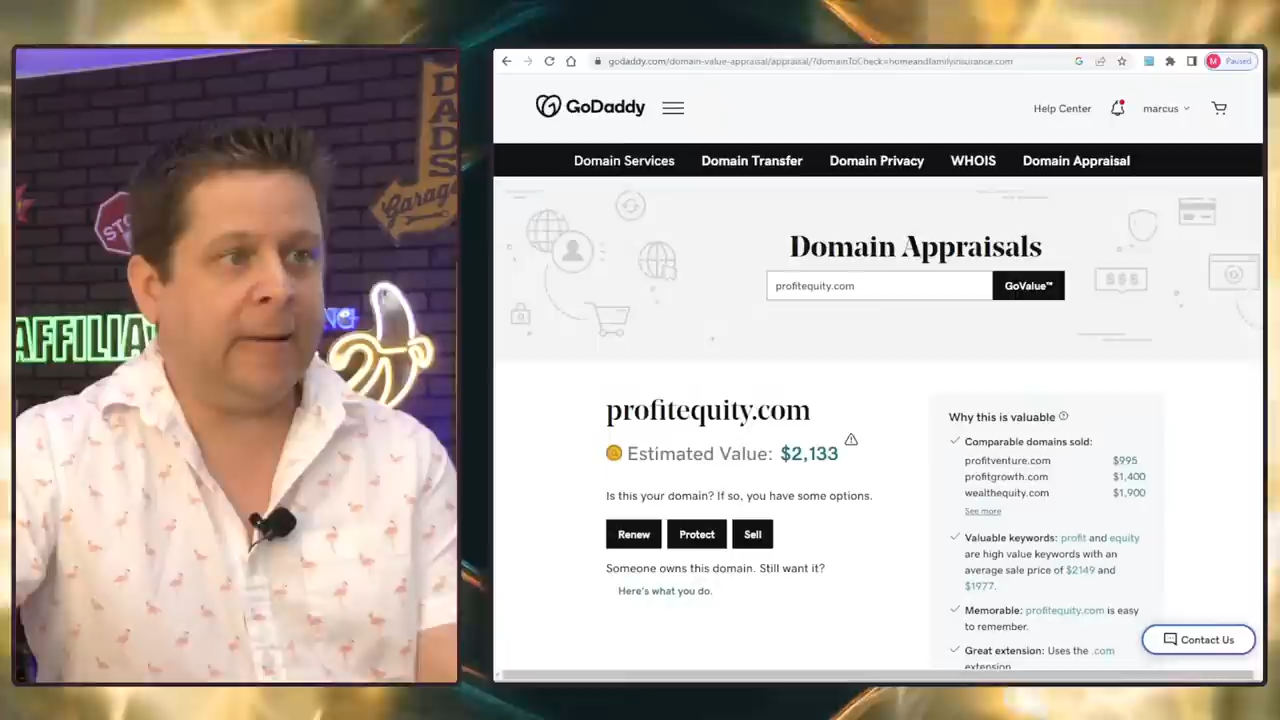 DADS
Garage
STO
AFFILIA
NG
godaddy.com/domain-value-appraisal/appraisal/?domainToCheck=homeandfamilyinsurance.com
M Paused
GoDaddy
Help Center
marcus
Domain Services Domain Transfer Domain Privacy WHOIS Domain Appraisal
$$$
Domain Appraisals
profitequity.com GoValue™
profitequity.com
Estimated Value: $2,133
Is this your domain? If so, you have some options.
Renew Protect Sell
Someone owns this domain. Still want it?
Here's what you do.
Why this is valuable
Comparable domains sold:
profitventure.com $995
profitgrowth.com $1,400
wealthequity.com $1,900
See more
Valuable keywords: profit and equity
are high value keywords with an
average sale price of $2149 and
$1977.
Memorable: profitequity.com is easy
to remember.
Great extension: Uses the .com
extension
Contact Us